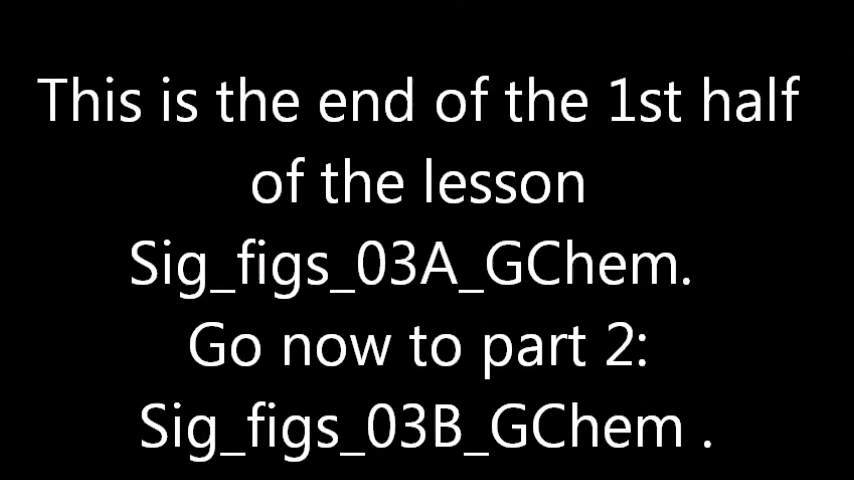 This is the end of the 1st half
of the lesson
Sig_figs_03A_GChem.
Go now to part 2:
Sig_figs_03B_GChem .